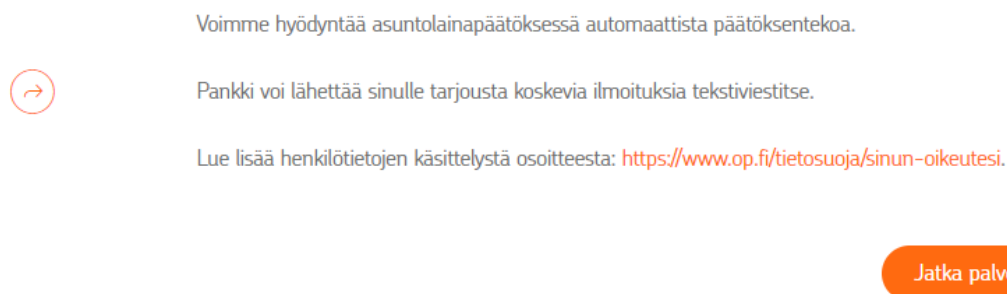 Voimme hyödyntää asuntolainapäätöksessä automaattista päätöksentekoa.
Pankki voi lähettää sinulle tarjousta koskevia ilmoituksia tekstiviestitse.
Lue lisää henkilötietojen käsittelystä osoitteesta: https://www.op.fi/tietosuoja/sinun-oikeutesi.
Jatka